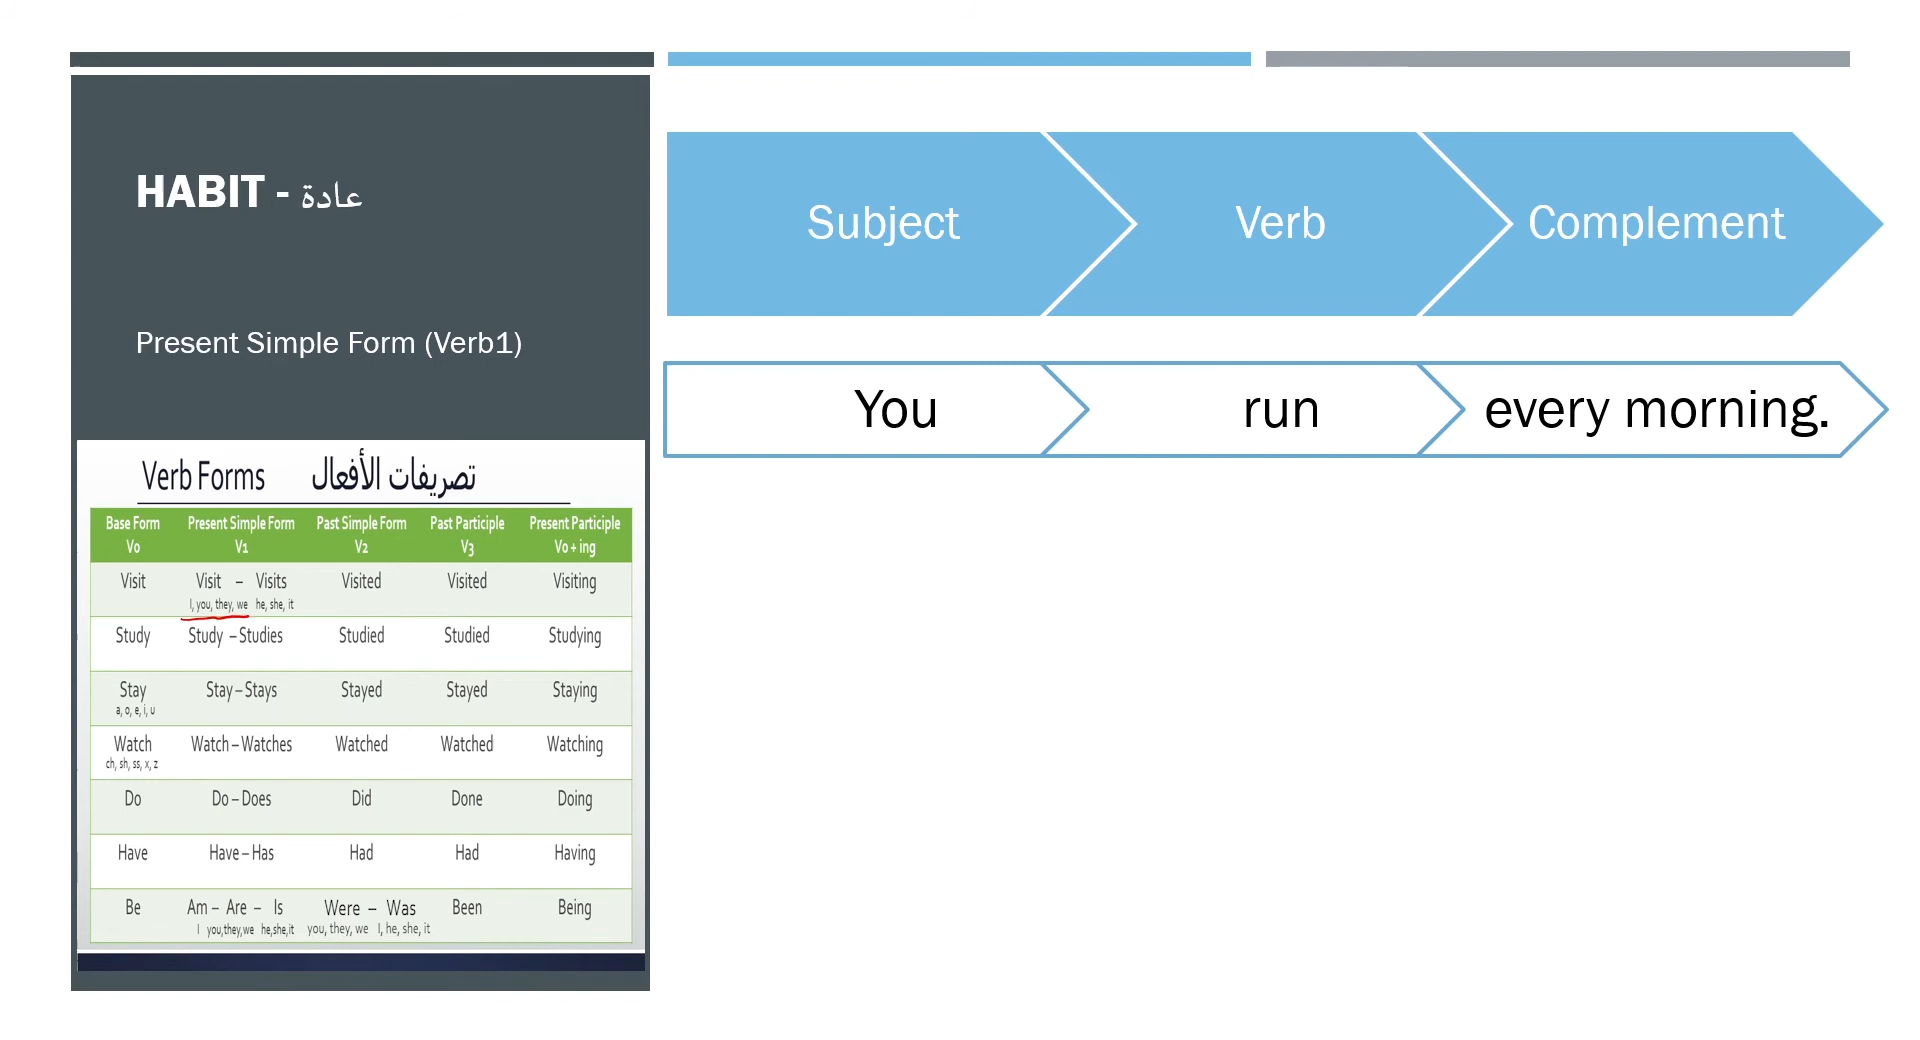 HABIT - عادة
Present Simple Form (Verb1)
Verb Forms تصريفات الأفعال
Base Form Present Simple Form Past Simple Form Past Participle Present Participle
V0 V1 V2 V3 V0 + ing
Visit Visit – Visits Visited Visited Visiting
I, you, they, we he, she, it
Study Study – Studies Studied Studied Studying
Stay Stay – Stays Stayed Stayed Staying
a, o, e, i, u
Watch Watch – Watches Watched Watched Watching
ch, sh, ss, x, z
Do Do – Does Did Done Doing
Have Have – Has Had Had Having
Be Am – Are – Is Were – Was Been Being
I you,they,we he,she,it you, they, we I, he, she, it
Subject Verb Complement
You run every morning.